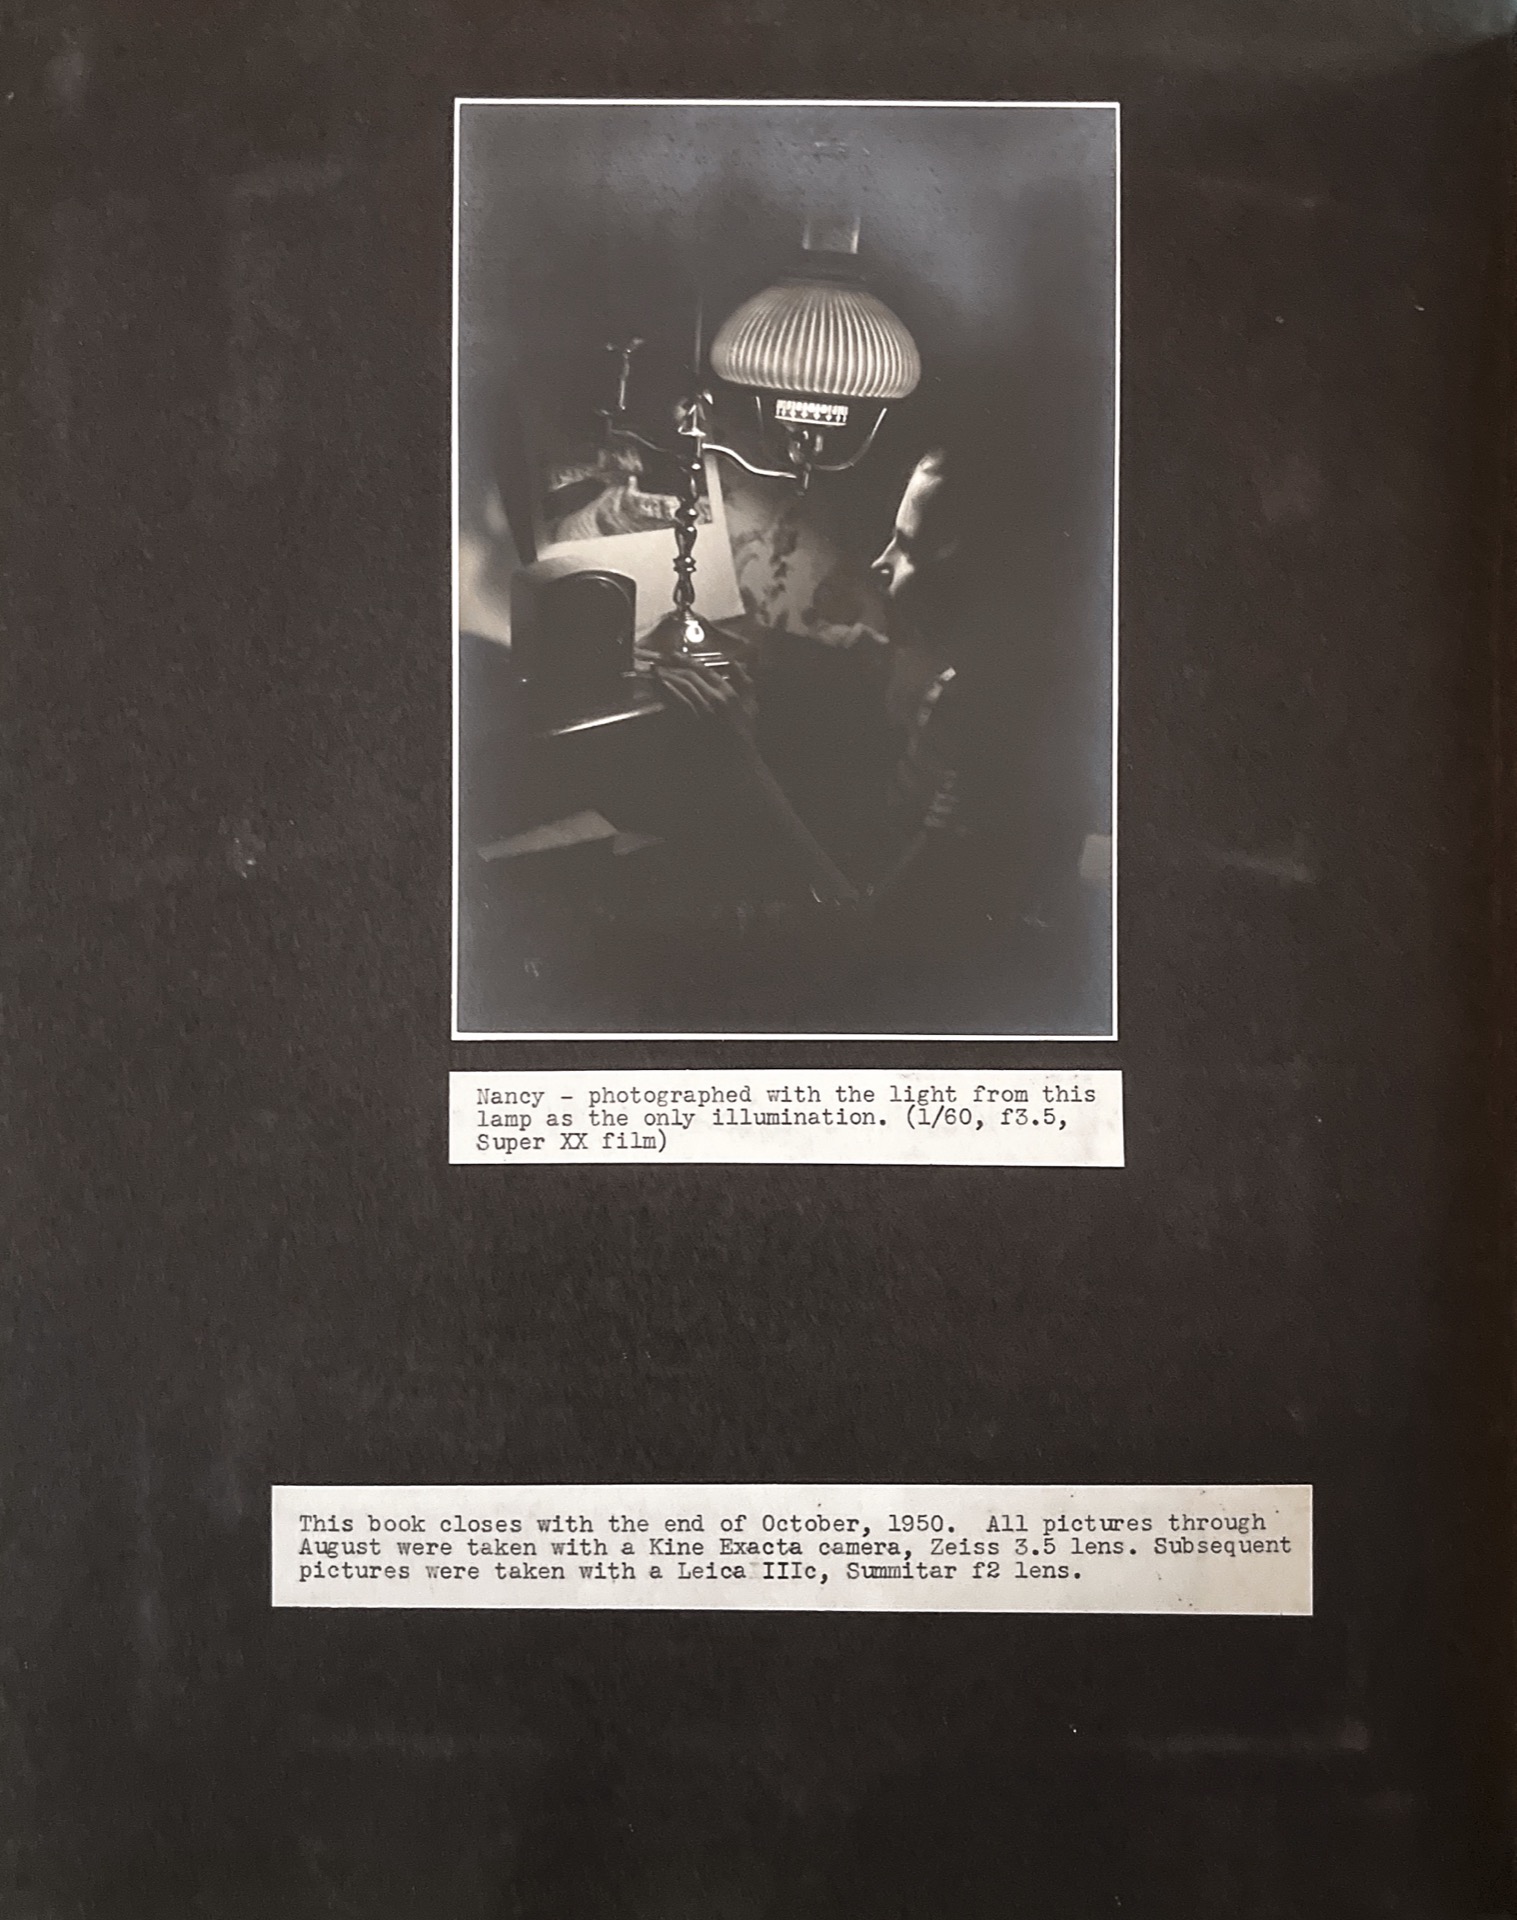 Nancy - photographed with the light from this
lamp as the only illumination. (1/60, f3.5,
Super XX film)
This book closes with the end of October, 1950. All pictures through
August were taken with a Kine Exacta camera, Zeiss 3.5 lens. Subsequent
pictures were taken with a Leica IIIc, Summitar f2 lens.